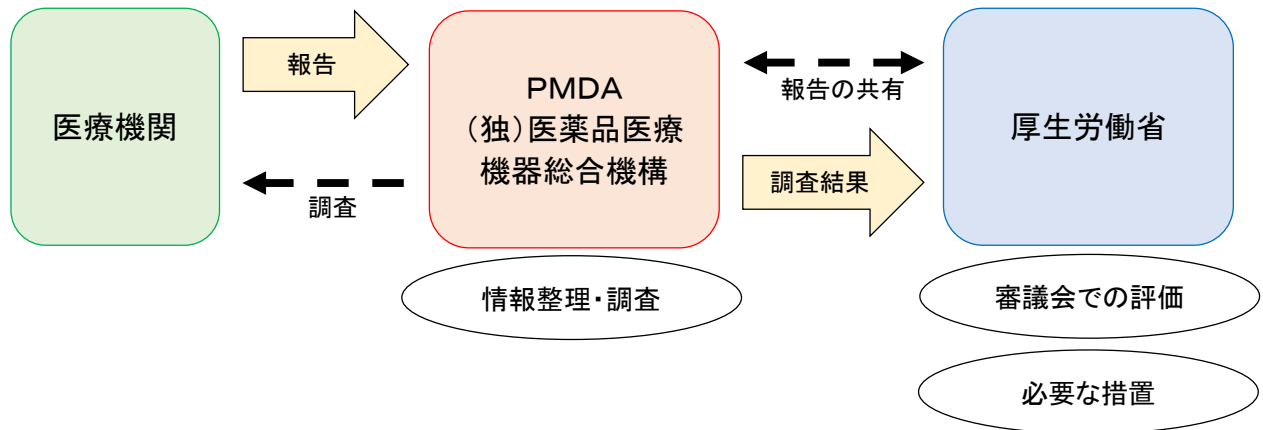 医療機関
報告
調査
PMDA
（独）医薬品医療
機器総合機構
情報整理・調査
報告の共有
調査結果
厚生労働省
審議会での評価
必要な措置